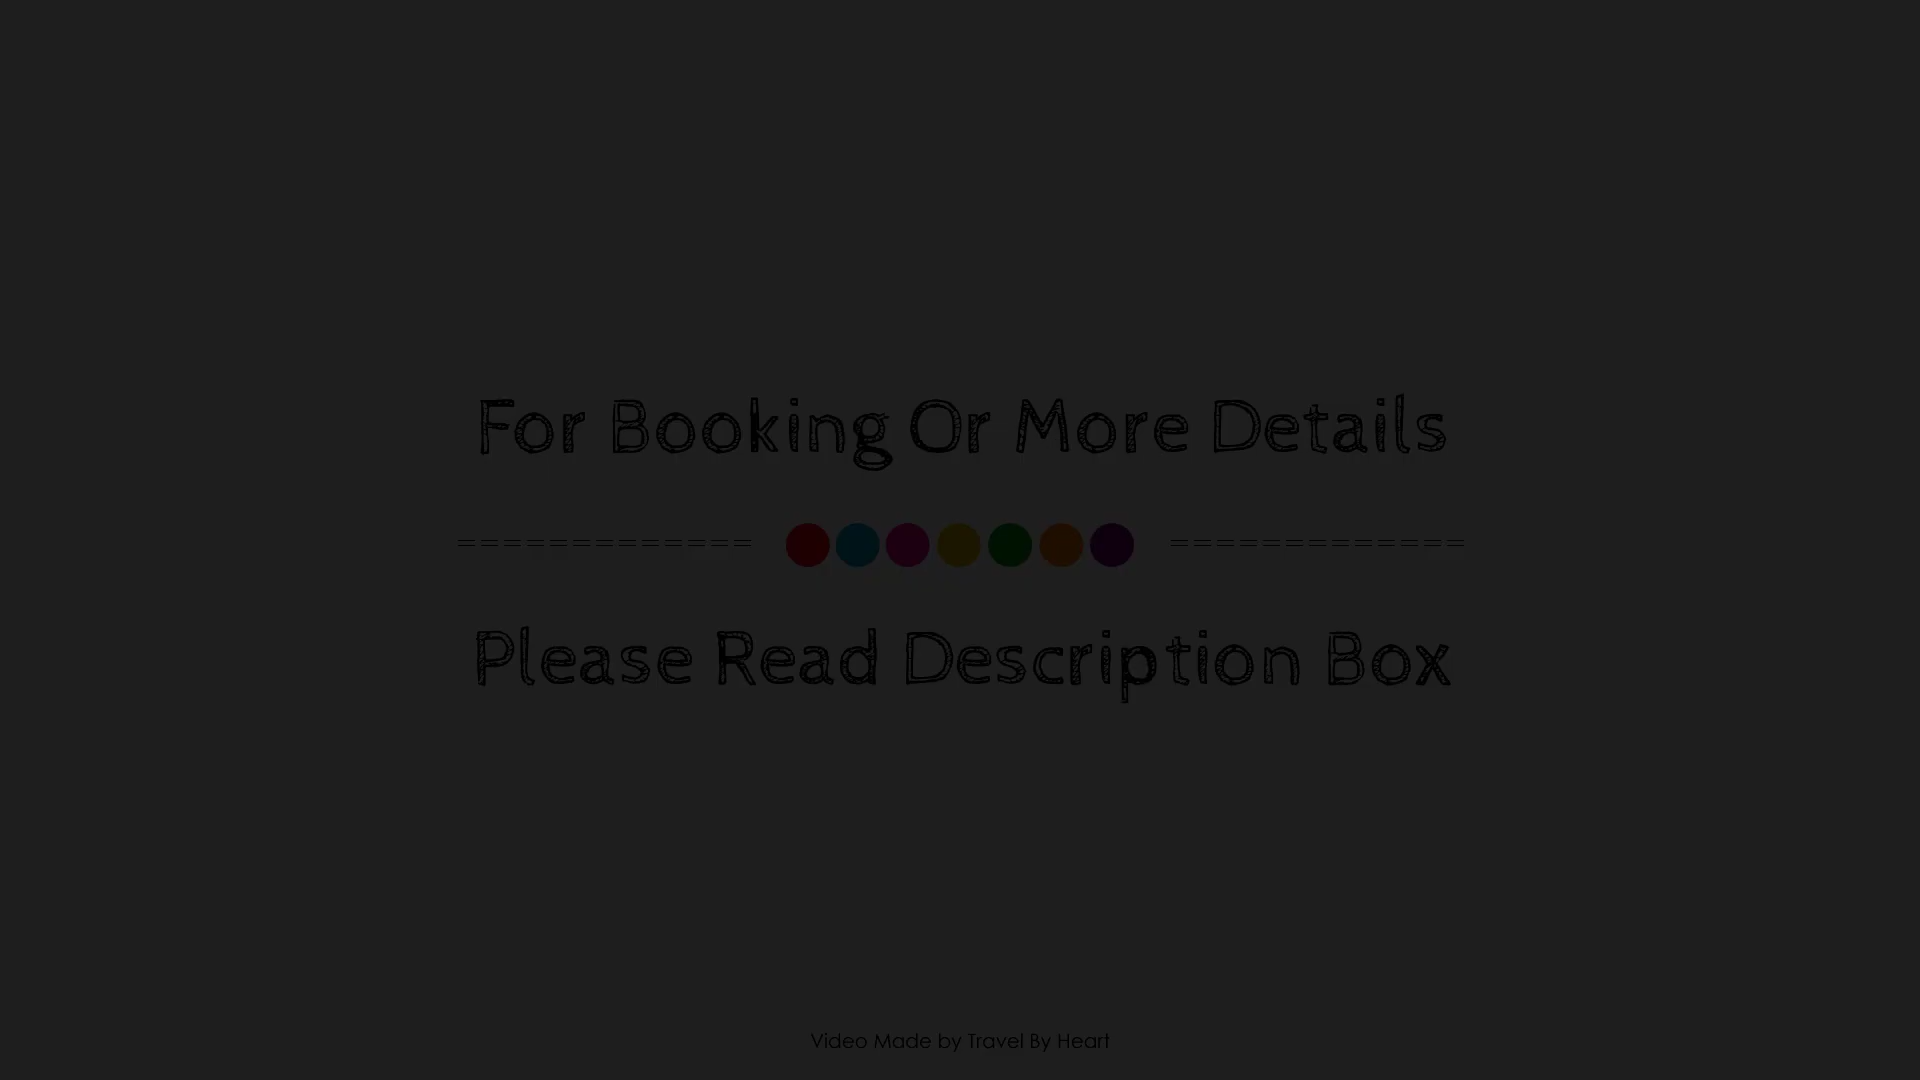 For Booking Or More Details
============= =============
Please Read Description Box
Video Made by Travel By Heart